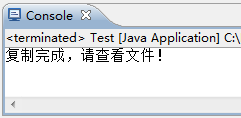 Console
<terminated> Test [Java Application] C:\
复制完成，请查看文件！